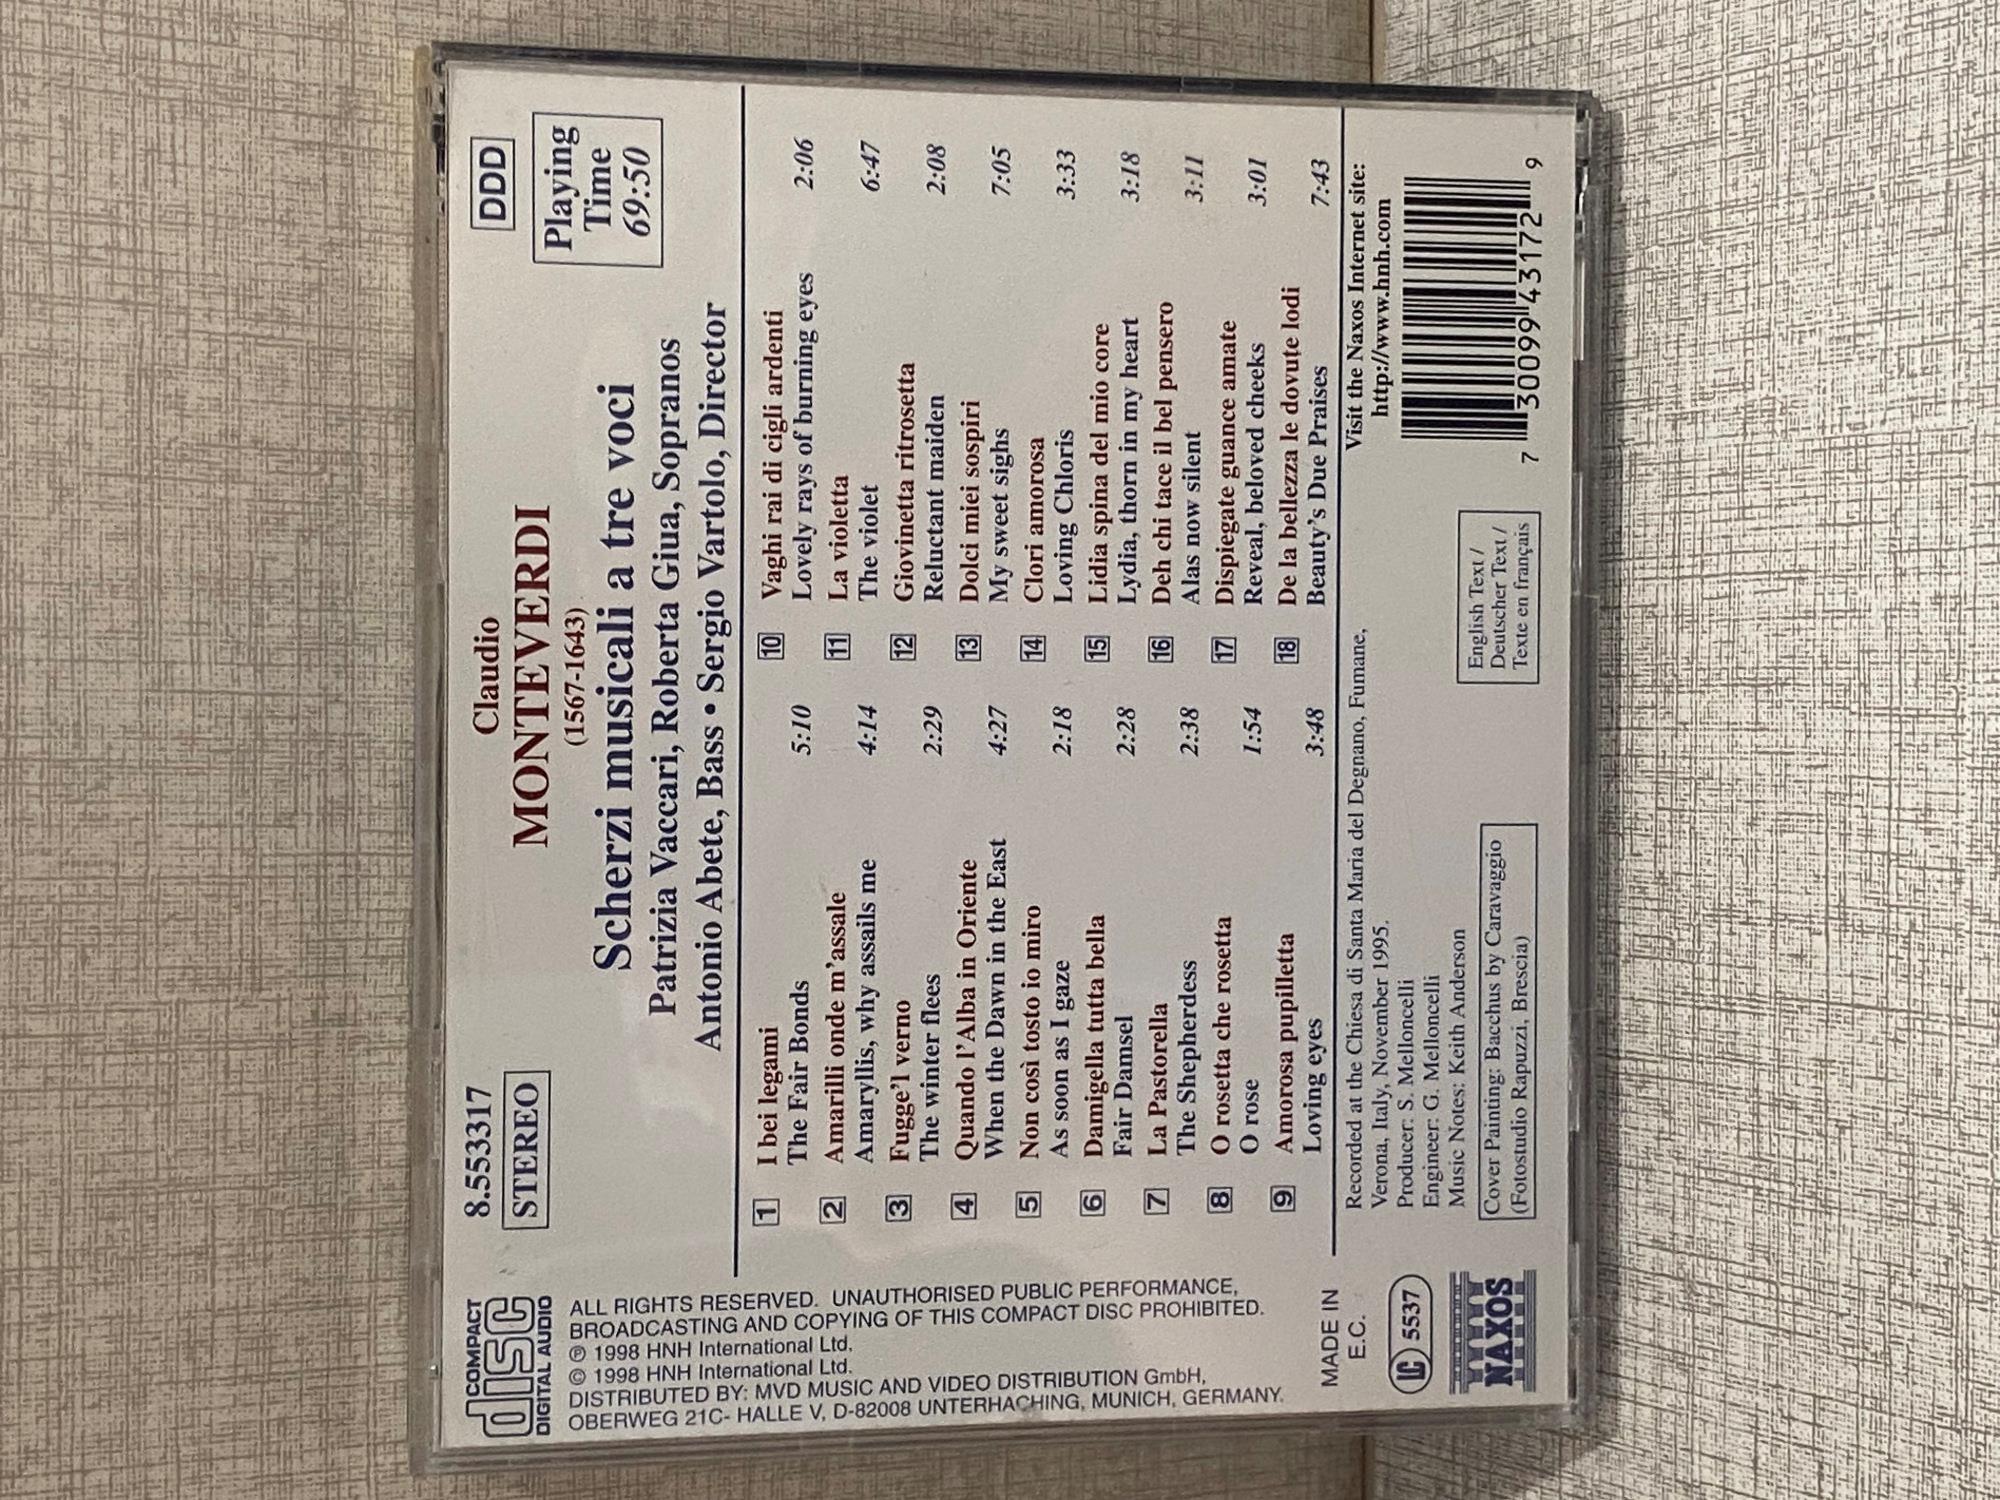 COMPACT
disc
DIGITAL AUDIO
8.553317
STEREO
Claudio
MONTEVERDI
(1567-1643)
DDD
Playing
Time
69:50
Scherzi musicali a tre voci
Patrizia Vaccari, Roberta Giua, Sopranos
Antonio Abete, Bass • Sergio Vartolo, Director
1 I bei legami
The Fair Bonds 5:10
2 Amarilli onde m'assale
Amaryllis, why assails me 4:14
3 Fugge'l verno
The winter flees 2:29
4 Quando l'Alba in Oriente
When the Dawn in the East 4:27
5 Non così tosto io miro
As soon as I gaze 2:18
6 Damigella tutta bella
Fair Damsel 2:28
7 La Pastorella
The Shepherdess 2:38
8 O rosetta che rosetta
O rose 1:54
9 Amorosa pupilletta
Loving eyes 3:48
10 Vaghi rai di cigli ardenti
Lovely rays of burning eyes 2:06
11 La violetta
The violet 6:47
12 Giovinetta ritrosetta
Reluctant maiden 2:08
13 Dolci miei sospiri
My sweet sighs 7:05
14 Clori amorosa
Loving Chloris 3:33
15 Lidia spina del mio core
Lydia, thorn in my heart 3:18
16 Deh chi tace il bel pensero
Alas now silent 3:11
17 Dispiegate guance amate
Reveal, beloved cheeks 3:01
18 De la bellezza le dovute lodi
Beauty's Due Praises 7:43
ALL RIGHTS RESERVED. UNAUTHORISED PUBLIC PERFORMANCE,
BROADCASTING AND COPYING OF THIS COMPACT DISC PROHIBITED.
℗ 1998 HNH International Ltd.
© 1998 HNH International Ltd.
DISTRIBUTED BY: MVD MUSIC AND VIDEO DISTRIBUTION GmbH,
OBERWEG 21C- HALLE V, D-82008 UNTERHACHING, MUNICH, GERMANY.
MADE IN
E.C.
LC 5537
NAXOS
Recorded at the Chiesa di Santa Maria del Degnano, Fumane,
Verona, Italy, November 1995.
Producer: S. Melloncelli
Engineer: G. Melloncelli
Music Notes: Keith Anderson
Cover Painting: Bacchus by Caravaggio
(Fotostudio Rapuzzi, Brescia)
English Text /
Deutscher Text /
Texte en français
Visit the Naxos Internet site:
http://www.hnh.com
7 30099 43172 9